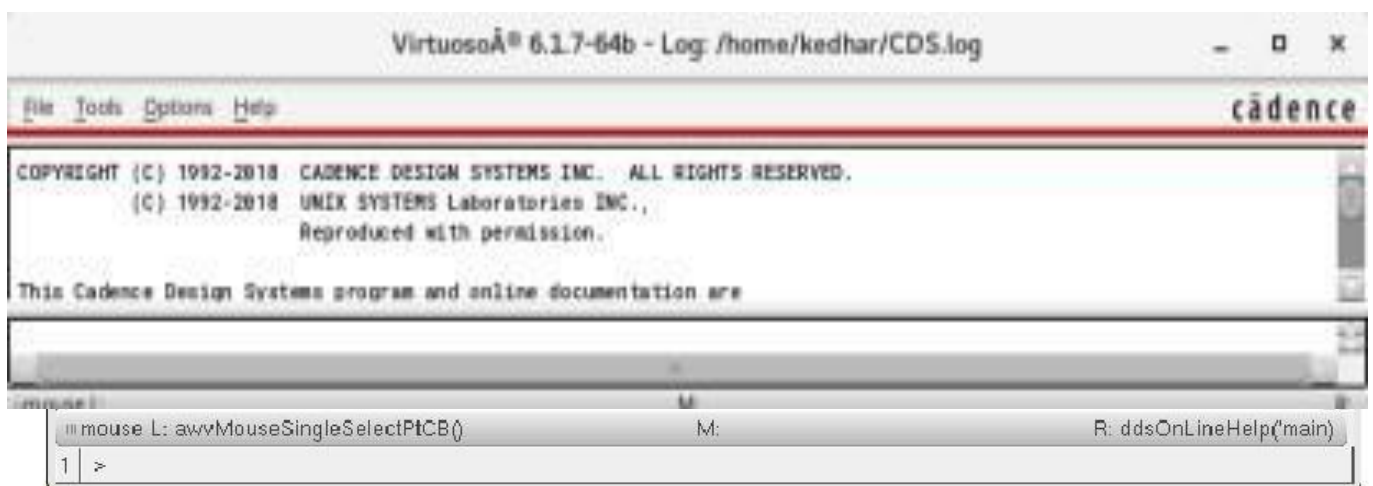 VirtuosoÂ® 6.1.7-64b - Log: /home/kedhar/CDS.log
File Tools Options Help cādence
COPYRIGHT (C) 1992-2018 CADENCE DESIGN SYSTEMS INC. ALL RIGHTS RESERVED.
(C) 1992-2018 UNIX SYSTEMS Laboratories INC.,
Reproduced with permission.
This Cadence Design Systems program and online documentation are
M:
mouse L: awvMouseSingleSelectPtCB() M: R: ddsOnLineHelp('main)
1 >